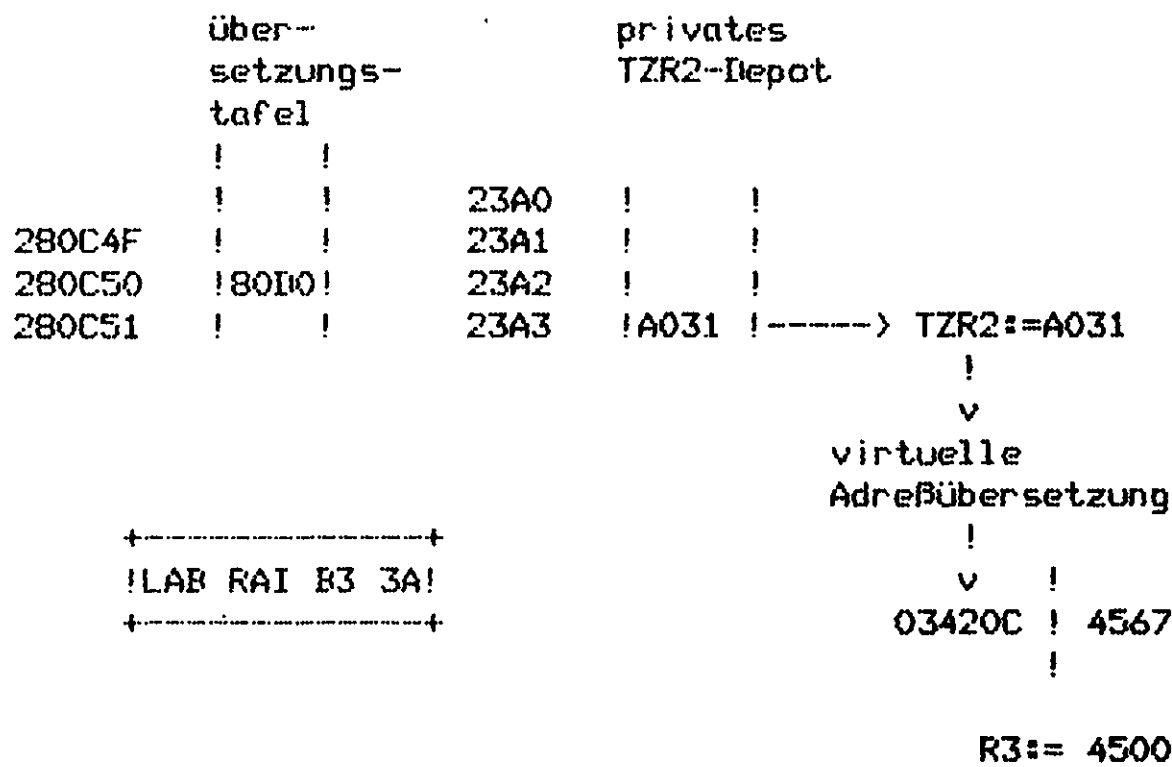 über-                privates
setzungs-            TZR2-Depot
tafel
!    !
!    !    23A0  !    !
280C4F  !    !    23A1  !    !
280C50  !80D0!    23A2  !    !
280C51  !    !    23A3  !A031 !-----> TZR2:=A031
!
v
virtuelle
Adreßübersetzung
+------------------+    !
!LAB RAI B3 3A!    v  !
+------------------+    03420C ! 4567
!
R3:= 4500